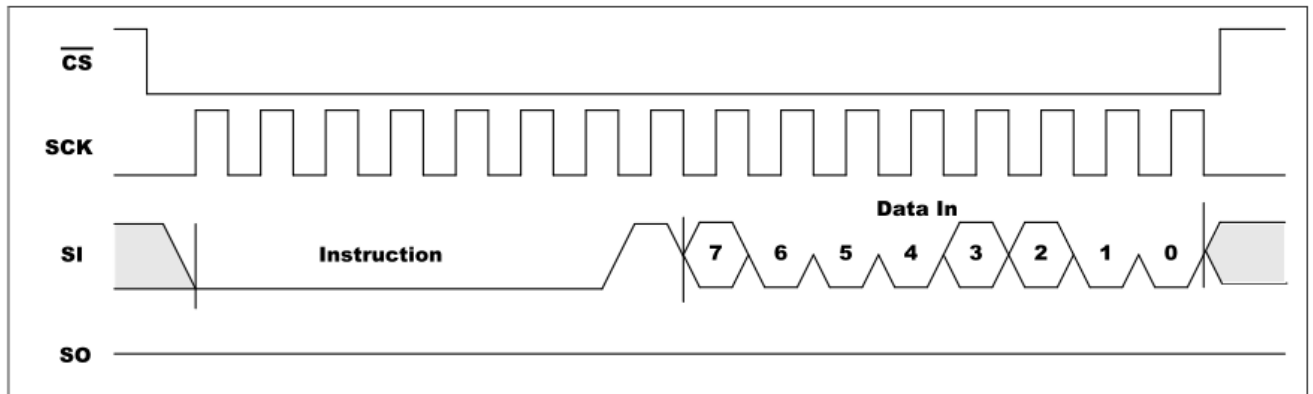 CS
SCK
Data In
SI Instruction 7 6 5 4 3 2 1 0
SO